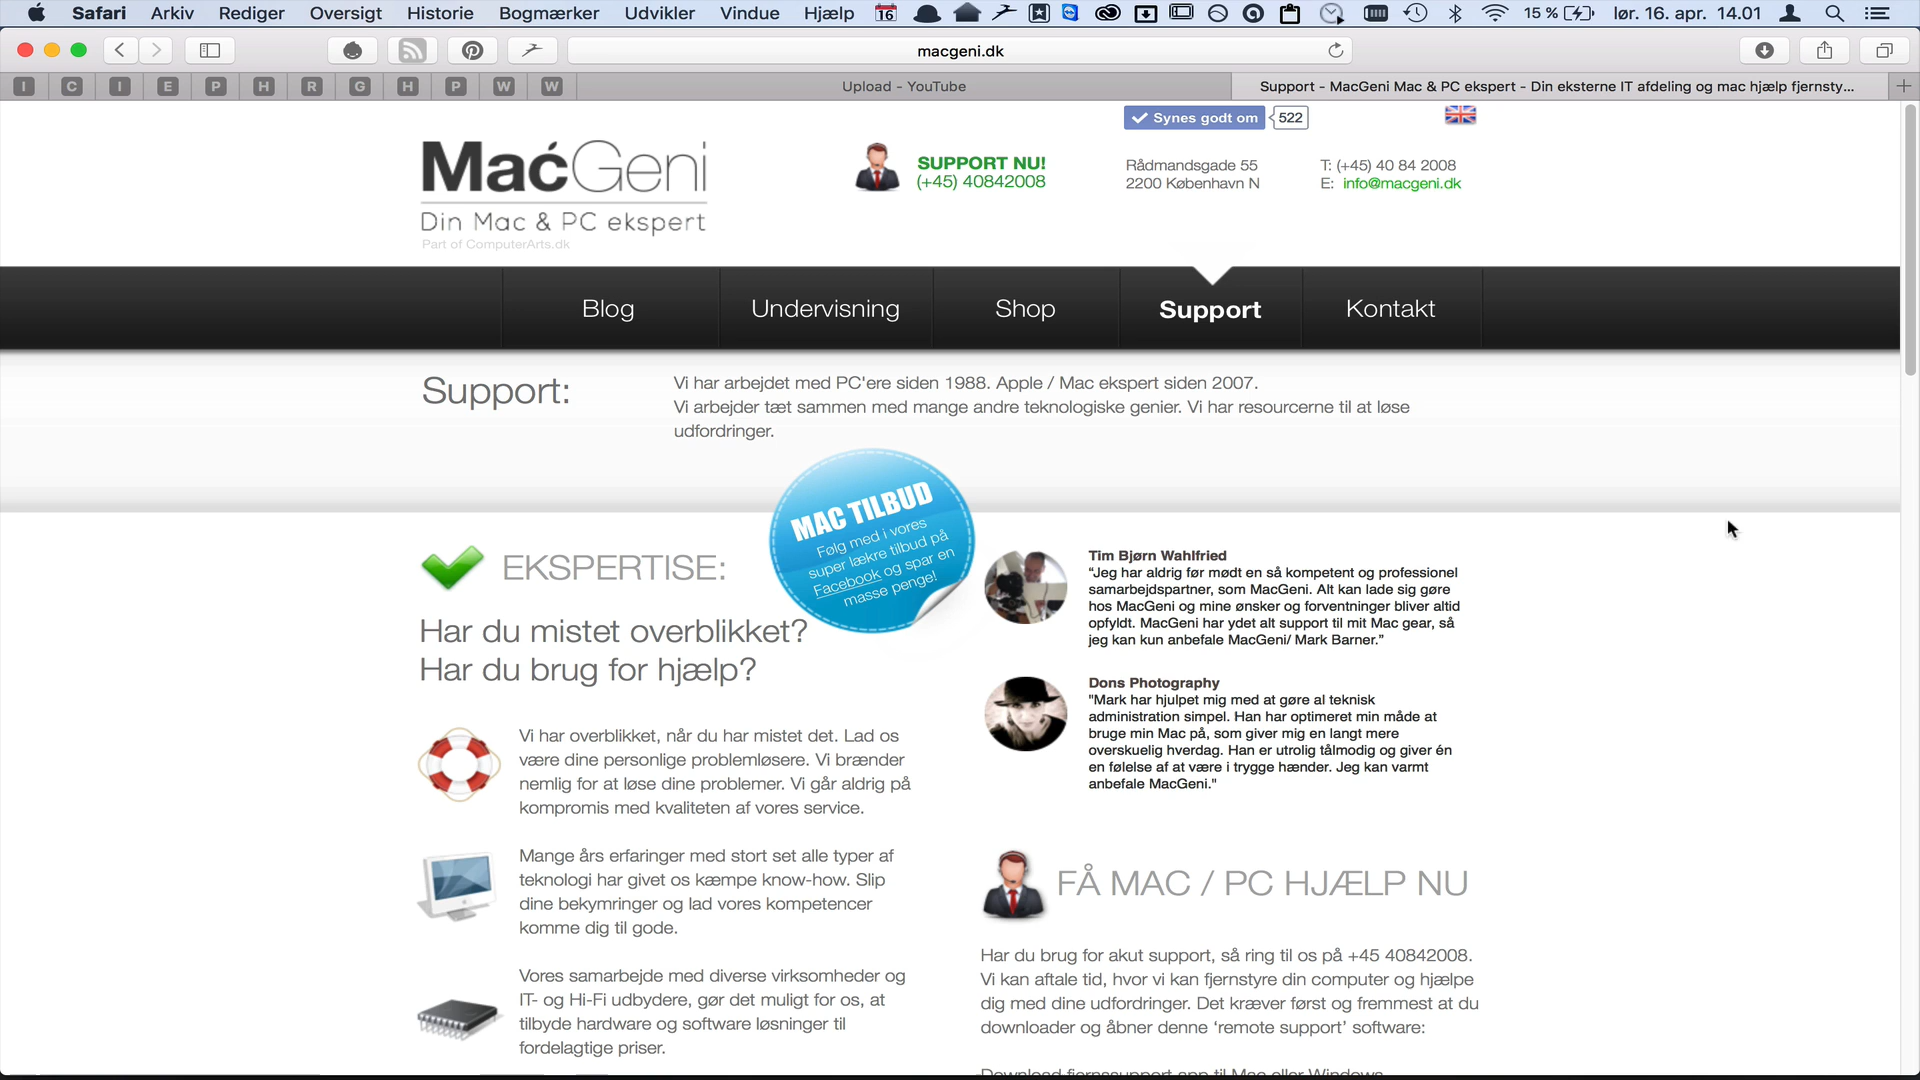 Safari Arkiv Rediger Oversigt Historie Bogmærker Udvikler Vindue Hjælp 16 15 % lør. 16. apr. 14.01
macgeni.dk
I C I E P H R G H P W W Upload - YouTube Support - MacGeni Mac & PC ekspert - Din eksterne IT afdeling og mac hjælp fjernsty...
Synes godt om 522
MaćGeni
Din Mac & PC ekspert
Part of ComputerArts.dk
SUPPORT NU!
(+45) 40842008
Rådmandsgade 55
2200 København N
T: (+45) 40 84 2008
E: info@macgeni.dk
Blog Undervisning Shop Support Kontakt
Support:
Vi har arbejdet med PC'ere siden 1988. Apple / Mac ekspert siden 2007.
Vi arbejder tæt sammen med mange andre teknologiske genier. Vi har resourcerne til at løse
udfordringer.
MAC TILBUD
Følg med i vores
super lækre tilbud på
Facebook og spar en
masse penge!
EKSPERTISE:
Har du mistet overblikket?
Har du brug for hjælp?
Vi har overblikket, når du har mistet det. Lad os
være dine personlige problemløsere. Vi brænder
nemlig for at løse dine problemer. Vi går aldrig på
kompromis med kvaliteten af vores service.
Mange års erfaringer med stort set alle typer af
teknologi har givet os kæmpe know-how. Slip
dine bekymringer og lad vores kompetencer
komme dig til gode.
Vores samarbejde med diverse virksomheder og
IT- og Hi-Fi udbydere, gør det muligt for os, at
tilbyde hardware og software løsninger til
fordelagtige priser.
Tim Bjørn Wahlfried
“Jeg har aldrig før mødt en så kompetent og professionel
samarbejdspartner, som MacGeni. Alt kan lade sig gøre
hos MacGeni og mine ønsker og forventninger bliver altid
opfyldt. MacGeni har ydet alt support til mit Mac gear, så
jeg kan kun anbefale MacGeni/ Mark Barner.”
Dons Photography
"Mark har hjulpet mig med at gøre al teknisk
administration simpel. Han har optimeret min måde at
bruge min Mac på, som giver mig en langt mere
overskuelig hverdag. Han er utrolig tålmodig og giver én
en følelse af at være i trygge hænder. Jeg kan varmt
anbefale MacGeni."
FÅ MAC / PC HJÆLP NU
Har du brug for akut support, så ring til os på +45 40842008.
Vi kan aftale tid, hvor vi kan fjernstyre din computer og hjælpe
dig med dine udfordringer. Det kræver først og fremmest at du
downloader og åbner denne ‘remote support’ software:
Download fjernsupport app til Mac eller Windows